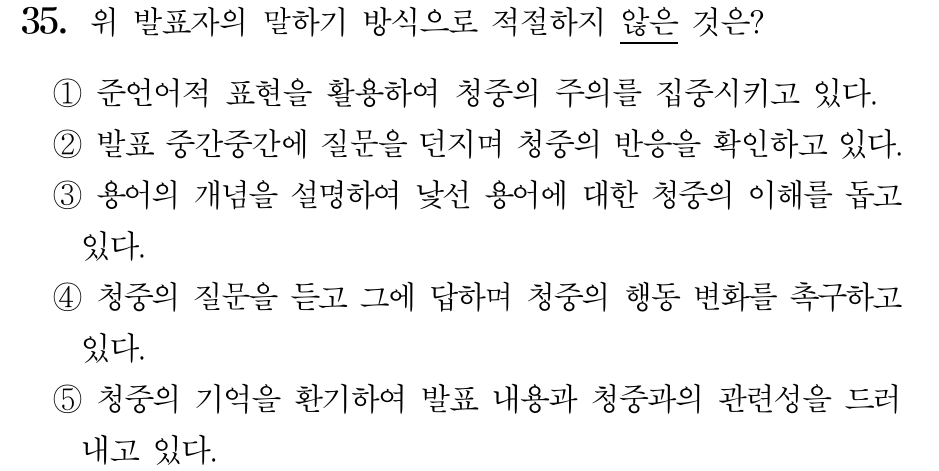 35. 위 발표자의 말하기 방식으로 적절하지 않은 것은?
① 준언어적 표현을 활용하여 청중의 주의를 집중시키고 있다.
② 발표 중간중간에 질문을 던지며 청중의 반응을 확인하고 있다.
③ 용어의 개념을 설명하여 낯선 용어에 대한 청중의 이해를 돕고
있다.
④ 청중의 질문을 듣고 그에 답하며 청중의 행동 변화를 촉구하고
있다.
⑤ 청중의 기억을 환기하여 발표 내용과 청중과의 관련성을 드러
내고 있다.